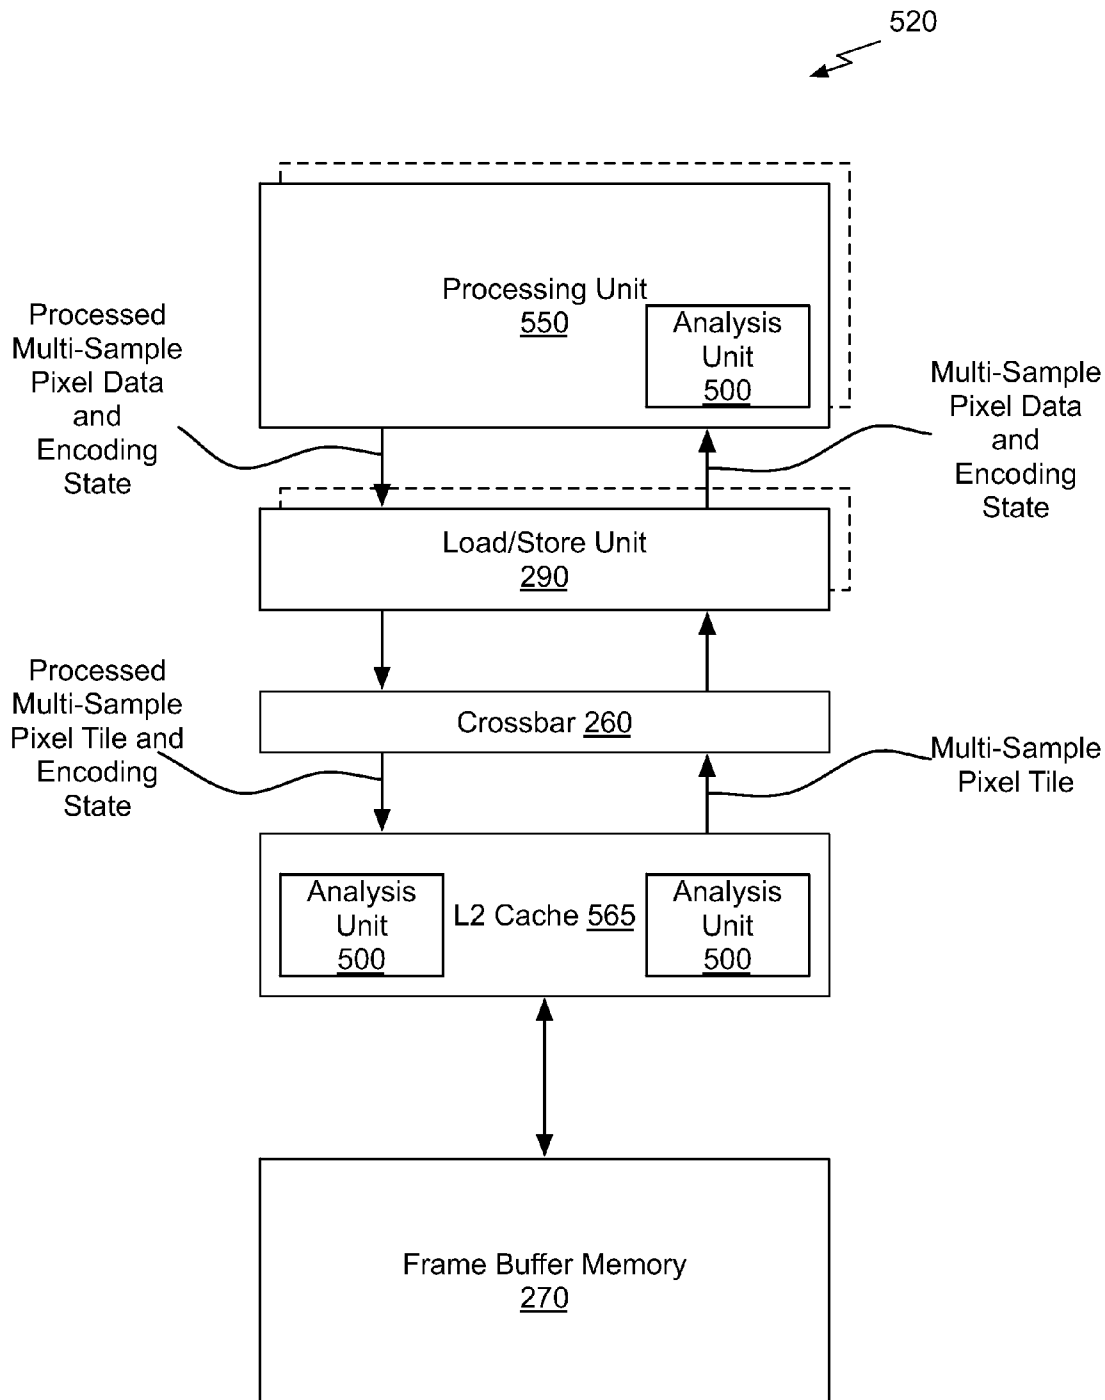 520
Processing Unit
550
Analysis
Unit
500
Processed
Multi-Sample
Pixel Data
and
Encoding
State
Multi-Sample
Pixel Data
and
Encoding
State
Load/Store Unit
290
Processed
Multi-Sample
Pixel Tile and
Encoding
State
Crossbar 260
Multi-Sample
Pixel Tile
Analysis
Unit
500
L2 Cache 565
Analysis
Unit
500
Frame Buffer Memory
270